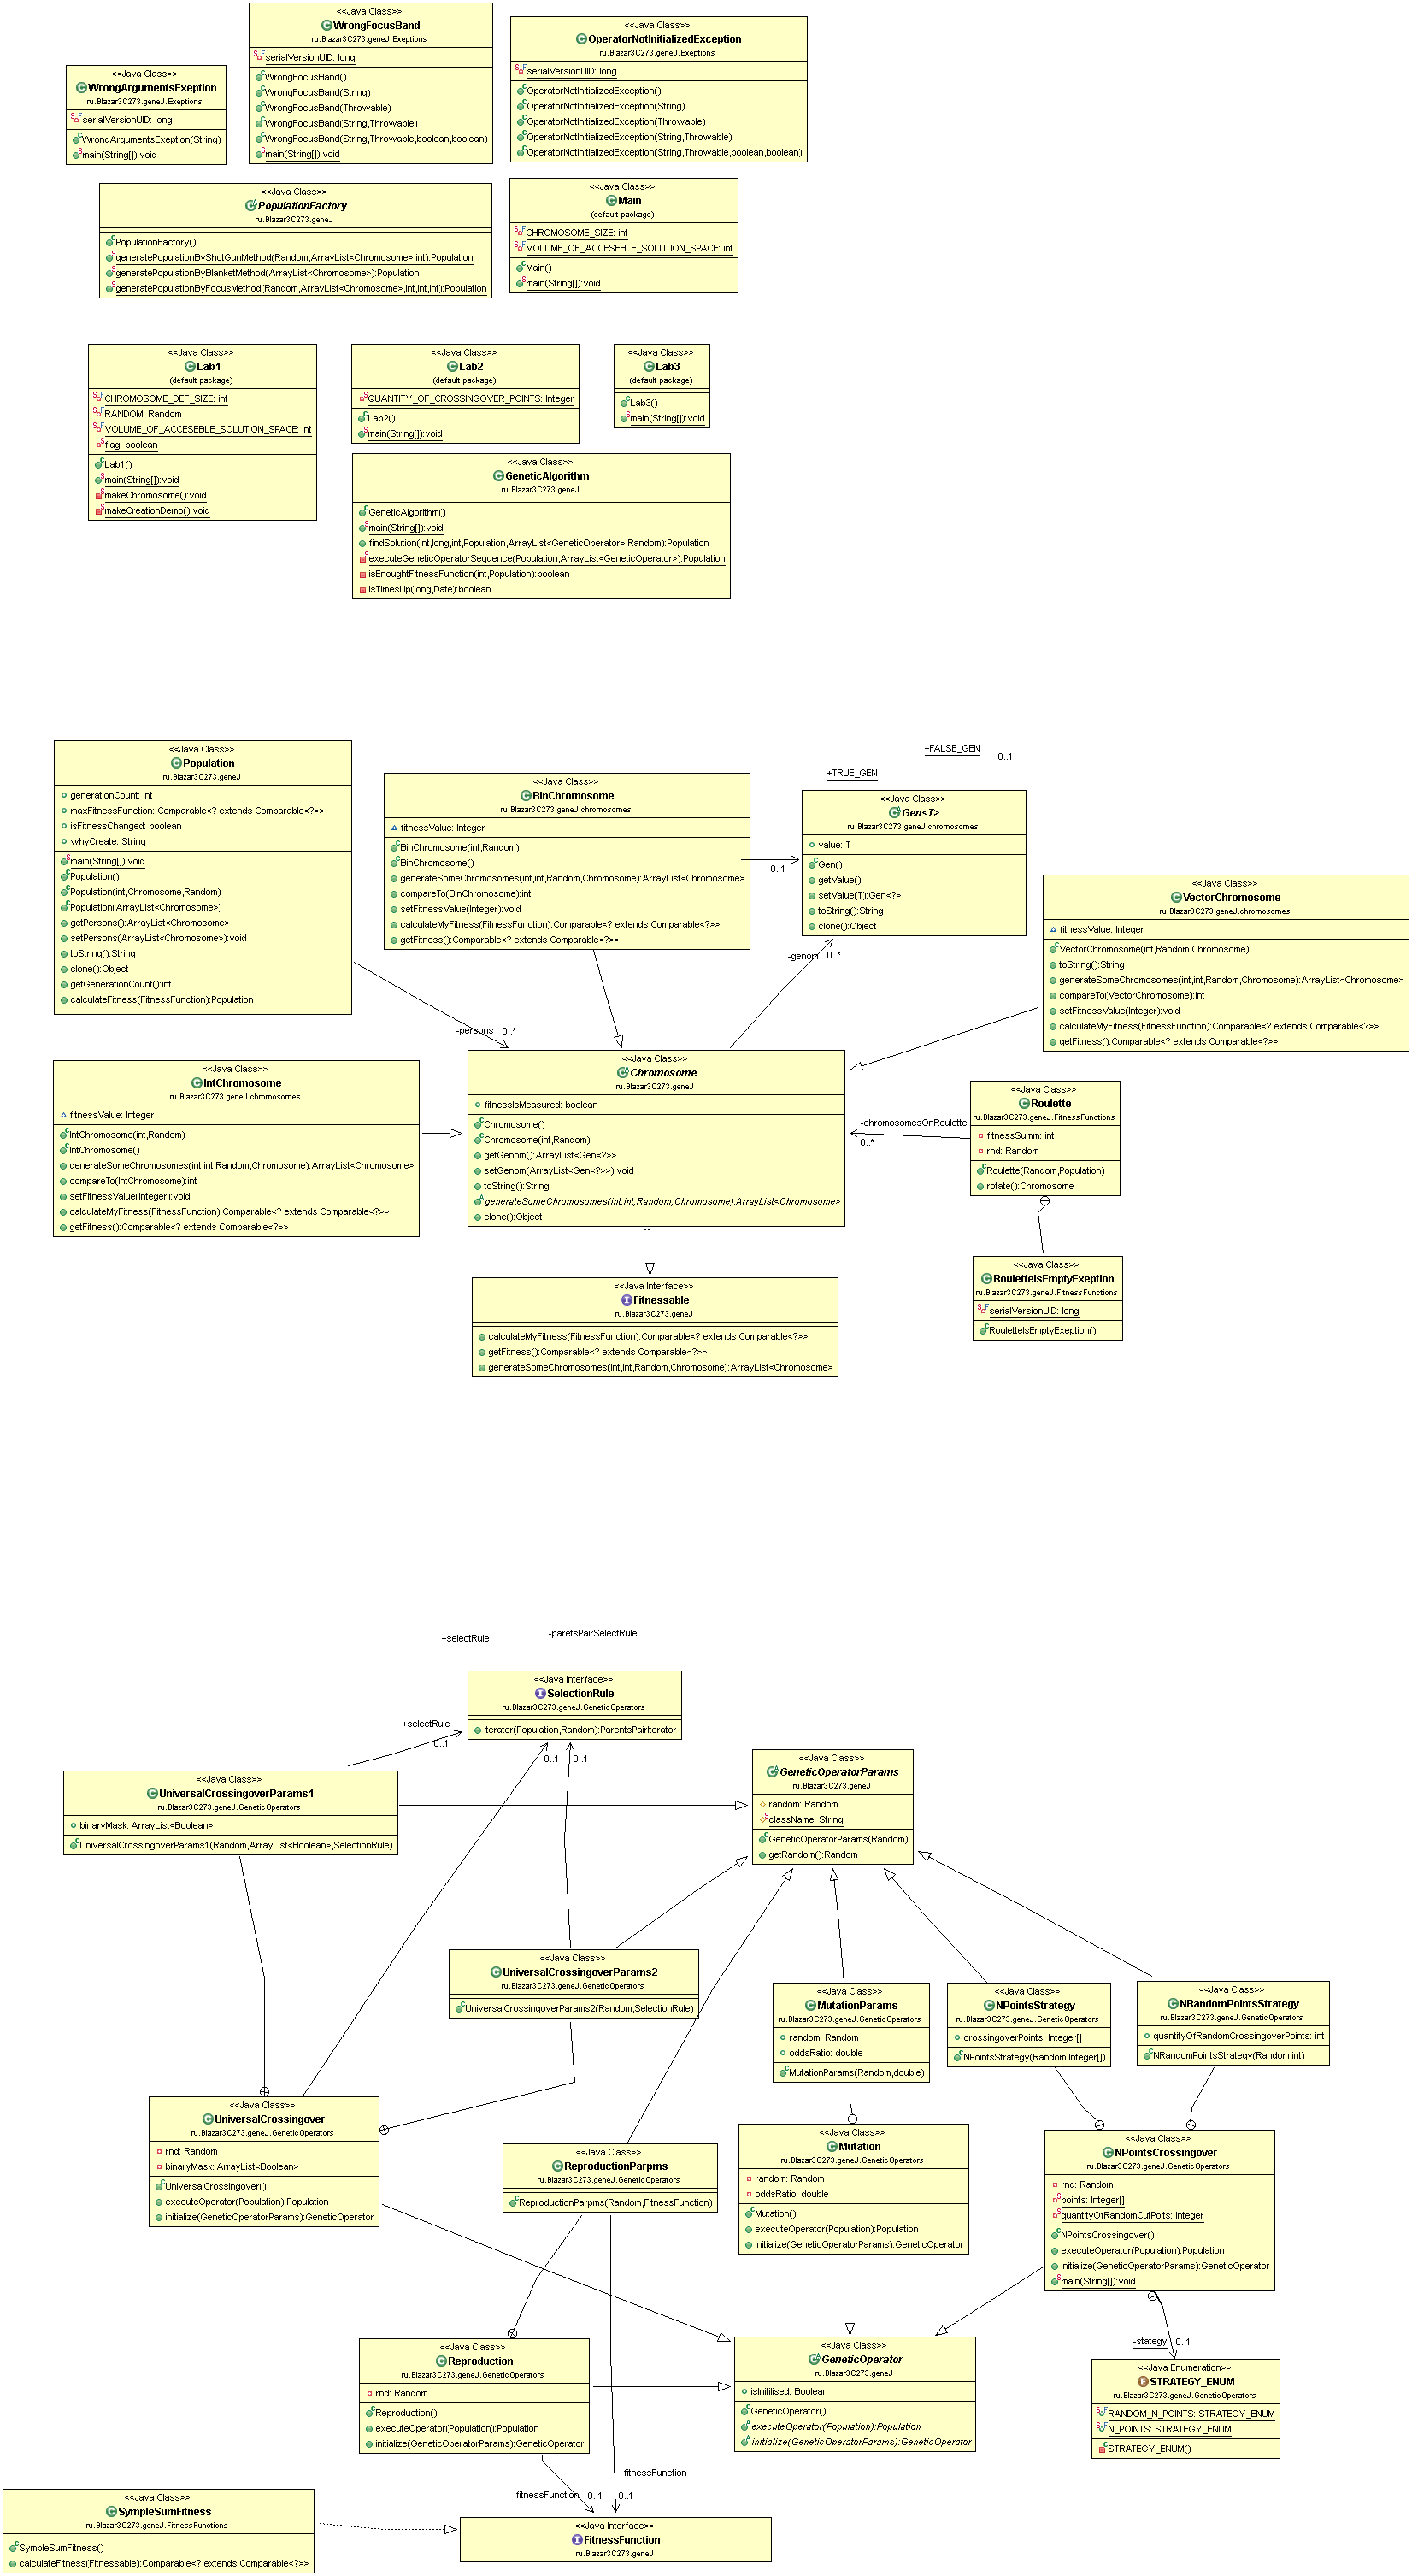 <<Java Class>>
WrongFocusBand
ru.Blazar3C273.geneJ.Exeptions
serialVersionUID: long
WrongFocusBand()
WrongFocusBand(String)
WrongFocusBand(Throwable)
WrongFocusBand(String,Throwable)
WrongFocusBand(String,Throwable,boolean,boolean)
main(String[]):void
<<Java Class>>
OperatorNotInitializedException
ru.Blazar3C273.geneJ.Exeptions
serialVersionUID: long
OperatorNotInitializedException()
OperatorNotInitializedException(String)
OperatorNotInitializedException(Throwable)
OperatorNotInitializedException(String,Throwable)
OperatorNotInitializedException(String,Throwable,boolean,boolean)
<<Java Class>>
WrongArgumentsExeption
ru.Blazar3C273.geneJ.Exeptions
serialVersionUID: long
WrongArgumentsExeption(String)
main(String[]):void
<<Java Class>>
PopulationFactory
ru.Blazar3C273.geneJ
PopulationFactory()
generatePopulationByShotGunMethod(Random,ArrayList<Chromosome>,int):Population
generatePopulationByBlanketMethod(ArrayList<Chromosome>):Population
generatePopulationByFocusMethod(Random,ArrayList<Chromosome>,int,int,int):Population
<<Java Class>>
Main
(default package)
CHROMOSOME_SIZE: int
VOLUME_OF_ACCESEBLE_SOLUTION_SPACE: int
Main()
main(String[]):void
<<Java Class>>
Lab1
(default package)
CHROMOSOME_DEF_SIZE: int
RANDOM: Random
VOLUME_OF_ACCESEBLE_SOLUTION_SPACE: int
flag: boolean
Lab1()
main(String[]):void
makeChromosome():void
makeCreationDemo():void
<<Java Class>>
Lab2
(default package)
QUANTITY_OF_CROSSINGOVER_POINTS: Integer
Lab2()
main(String[]):void
<<Java Class>>
Lab3
(default package)
Lab3()
main(String[]):void
<<Java Class>>
GeneticAlgorithm
ru.Blazar3C273.geneJ
GeneticAlgorithm()
main(String[]):void
findSolution(int,long,int,Population,ArrayList<GeneticOperator>,Random):Population
executeGeneticOperatorSequence(Population,ArrayList<GeneticOperator>):Population
isEnoughtFitnessFunction(int,Population):boolean
isTimesUp(long,Date):boolean
<<Java Class>>
Population
ru.Blazar3C273.geneJ
generationCount: int
maxFitnessFunction: Comparable<? extends Comparable<?>>
isFitnessChanged: boolean
whyCreate: String
main(String[]):void
Population()
Population(int,Chromosome,Random)
Population(ArrayList<Chromosome>)
getPersons():ArrayList<Chromosome>
setPersons(ArrayList<Chromosome>):void
toString():String
clone():Object
getGenerationCount():int
calculateFitness(FitnessFunction):Population
<<Java Class>>
BinChromosome
ru.Blazar3C273.geneJ.chromosomes
fitnessValue: Integer
BinChromosome(int,Random)
BinChromosome()
generateSomeChromosomes(int,int,Random,Chromosome):ArrayList<Chromosome>
compareTo(BinChromosome):int
setFitnessValue(Integer):void
calculateMyFitness(FitnessFunction):Comparable<? extends Comparable<?>>
getFitness():Comparable<? extends Comparable<?>>
+FALSE_GEN
0..1
+TRUE_GEN
0..1
<<Java Class>>
Gen<T>
ru.Blazar3C273.geneJ.chromosomes
value: T
Gen()
getValue()
setValue(T):Gen<?>
toString():String
clone():Object
<<Java Class>>
VectorChromosome
ru.Blazar3C273.geneJ.chromosomes
fitnessValue: Integer
VectorChromosome(int,Random,Chromosome)
toString():String
generateSomeChromosomes(int,int,Random,Chromosome):ArrayList<Chromosome>
compareTo(VectorChromosome):int
setFitnessValue(Integer):void
calculateMyFitness(FitnessFunction):Comparable<? extends Comparable<?>>
getFitness():Comparable<? extends Comparable<?>>
-genom 0..*
-persons 0..*
<<Java Class>>
IntChromosome
ru.Blazar3C273.geneJ.chromosomes
fitnessValue: Integer
IntChromosome(int,Random)
IntChromosome()
generateSomeChromosomes(int,int,Random,Chromosome):ArrayList<Chromosome>
compareTo(IntChromosome):int
setFitnessValue(Integer):void
calculateMyFitness(FitnessFunction):Comparable<? extends Comparable<?>>
getFitness():Comparable<? extends Comparable<?>>
<<Java Class>>
Chromosome
ru.Blazar3C273.geneJ
fitnessIsMeasured: boolean
Chromosome()
Chromosome(int,Random)
getGenom():ArrayList<Gen<?>>
setGenom(ArrayList<Gen<?>>):void
toString():String
generateSomeChromosomes(int,int,Random,Chromosome):ArrayList<Chromosome>
clone():Object
-chromosomesOnRoulette
0..*
<<Java Class>>
Roulette
ru.Blazar3C273.geneJ.FitnessFunctions
fitnessSumm: int
rnd: Random
Roulette(Random,Population)
rotate():Chromosome
<<Java Class>>
RouletteIsEmptyExeption
ru.Blazar3C273.geneJ.FitnessFunctions
serialVersionUID: long
RouletteIsEmptyExeption()
<<Java Interface>>
Fitnessable
ru.Blazar3C273.geneJ
calculateMyFitness(FitnessFunction):Comparable<? extends Comparable<?>>
getFitness():Comparable<? extends Comparable<?>>
generateSomeChromosomes(int,int,Random,Chromosome):ArrayList<Chromosome>
+selectRule
-paretsPairSelectRule
<<Java Interface>>
SelectionRule
ru.Blazar3C273.geneJ.GeneticOperators
iterator(Population,Random):ParentsPairIterator
+selectRule
0..1
0..1
0..1
<<Java Class>>
UniversalCrossingoverParams1
ru.Blazar3C273.geneJ.GeneticOperators
binaryMask: ArrayList<Boolean>
UniversalCrossingoverParams1(Random,ArrayList<Boolean>,SelectionRule)
<<Java Class>>
GeneticOperatorParams
ru.Blazar3C273.geneJ
random: Random
className: String
GeneticOperatorParams(Random)
getRandom():Random
<<Java Class>>
UniversalCrossingoverParams2
ru.Blazar3C273.geneJ.GeneticOperators
UniversalCrossingoverParams2(Random,SelectionRule)
<<Java Class>>
MutationParams
ru.Blazar3C273.geneJ.GeneticOperators
random: Random
oddsRatio: double
MutationParams(Random,double)
<<Java Class>>
NPointsStrategy
ru.Blazar3C273.geneJ.GeneticOperators
crossingoverPoints: Integer[]
NPointsStrategy(Random,Integer[])
<<Java Class>>
NRandomPointsStrategy
ru.Blazar3C273.geneJ.GeneticOperators
quantityOfRandomCrossingoverPoints: int
NRandomPointsStrategy(Random,int)
<<Java Class>>
UniversalCrossingover
ru.Blazar3C273.geneJ.GeneticOperators
rnd: Random
binaryMask: ArrayList<Boolean>
UniversalCrossingover()
executeOperator(Population):Population
initialize(GeneticOperatorParams):GeneticOperator
<<Java Class>>
ReproductionParpms
ru.Blazar3C273.geneJ.GeneticOperators
ReproductionParpms(Random,FitnessFunction)
<<Java Class>>
Mutation
ru.Blazar3C273.geneJ.GeneticOperators
random: Random
oddsRatio: double
Mutation()
executeOperator(Population):Population
initialize(GeneticOperatorParams):GeneticOperator
<<Java Class>>
NPointsCrossingover
ru.Blazar3C273.geneJ.GeneticOperators
rnd: Random
points: Integer[]
quantityOfRandomCutPoits: Integer
NPointsCrossingover()
executeOperator(Population):Population
initialize(GeneticOperatorParams):GeneticOperator
main(String[]):void
-stategy 0..1
<<Java Class>>
Reproduction
ru.Blazar3C273.geneJ.GeneticOperators
rnd: Random
Reproduction()
executeOperator(Population):Population
initialize(GeneticOperatorParams):GeneticOperator
<<Java Class>>
GeneticOperator
ru.Blazar3C273.geneJ
isInitilised: Boolean
GeneticOperator()
executeOperator(Population):Population
initialize(GeneticOperatorParams):GeneticOperator
<<Java Enumeration>>
STRATEGY_ENUM
ru.Blazar3C273.geneJ.GeneticOperators
RANDOM_N_POINTS: STRATEGY_ENUM
N_POINTS: STRATEGY_ENUM
STRATEGY_ENUM()
+fitnessFunction
-fitnessFunction 0..1 0..1
<<Java Class>>
SympleSumFitness
ru.Blazar3C273.geneJ.FitnessFunctions
SympleSumFitness()
calculateFitness(Fitnessable):Comparable<? extends Comparable<?>>
<<Java Interface>>
FitnessFunction
ru.Blazar3C273.geneJ